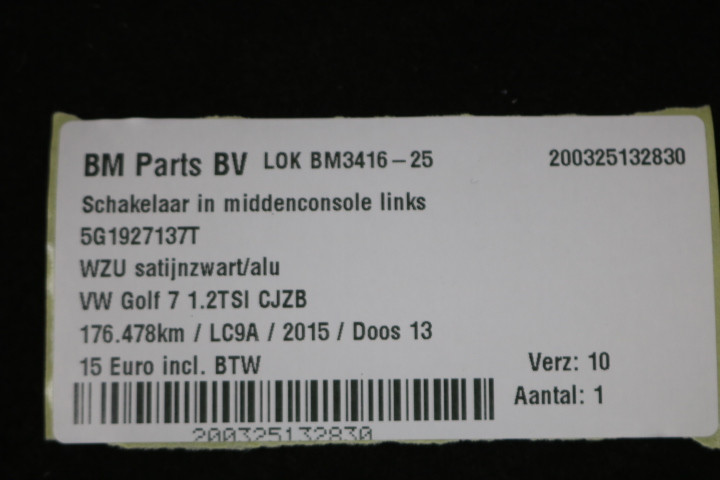 BM Parts BV LOK BM3416-25 200325132830
Schakelaar in middenconsole links
5G1927137T
WZU satijnzwart/alu
VW Golf 7 1.2TSI CJZB
176.478km / LC9A / 2015 / Doos 13
15 Euro incl. BTW Verz: 10
Aantal: 1
200325132830